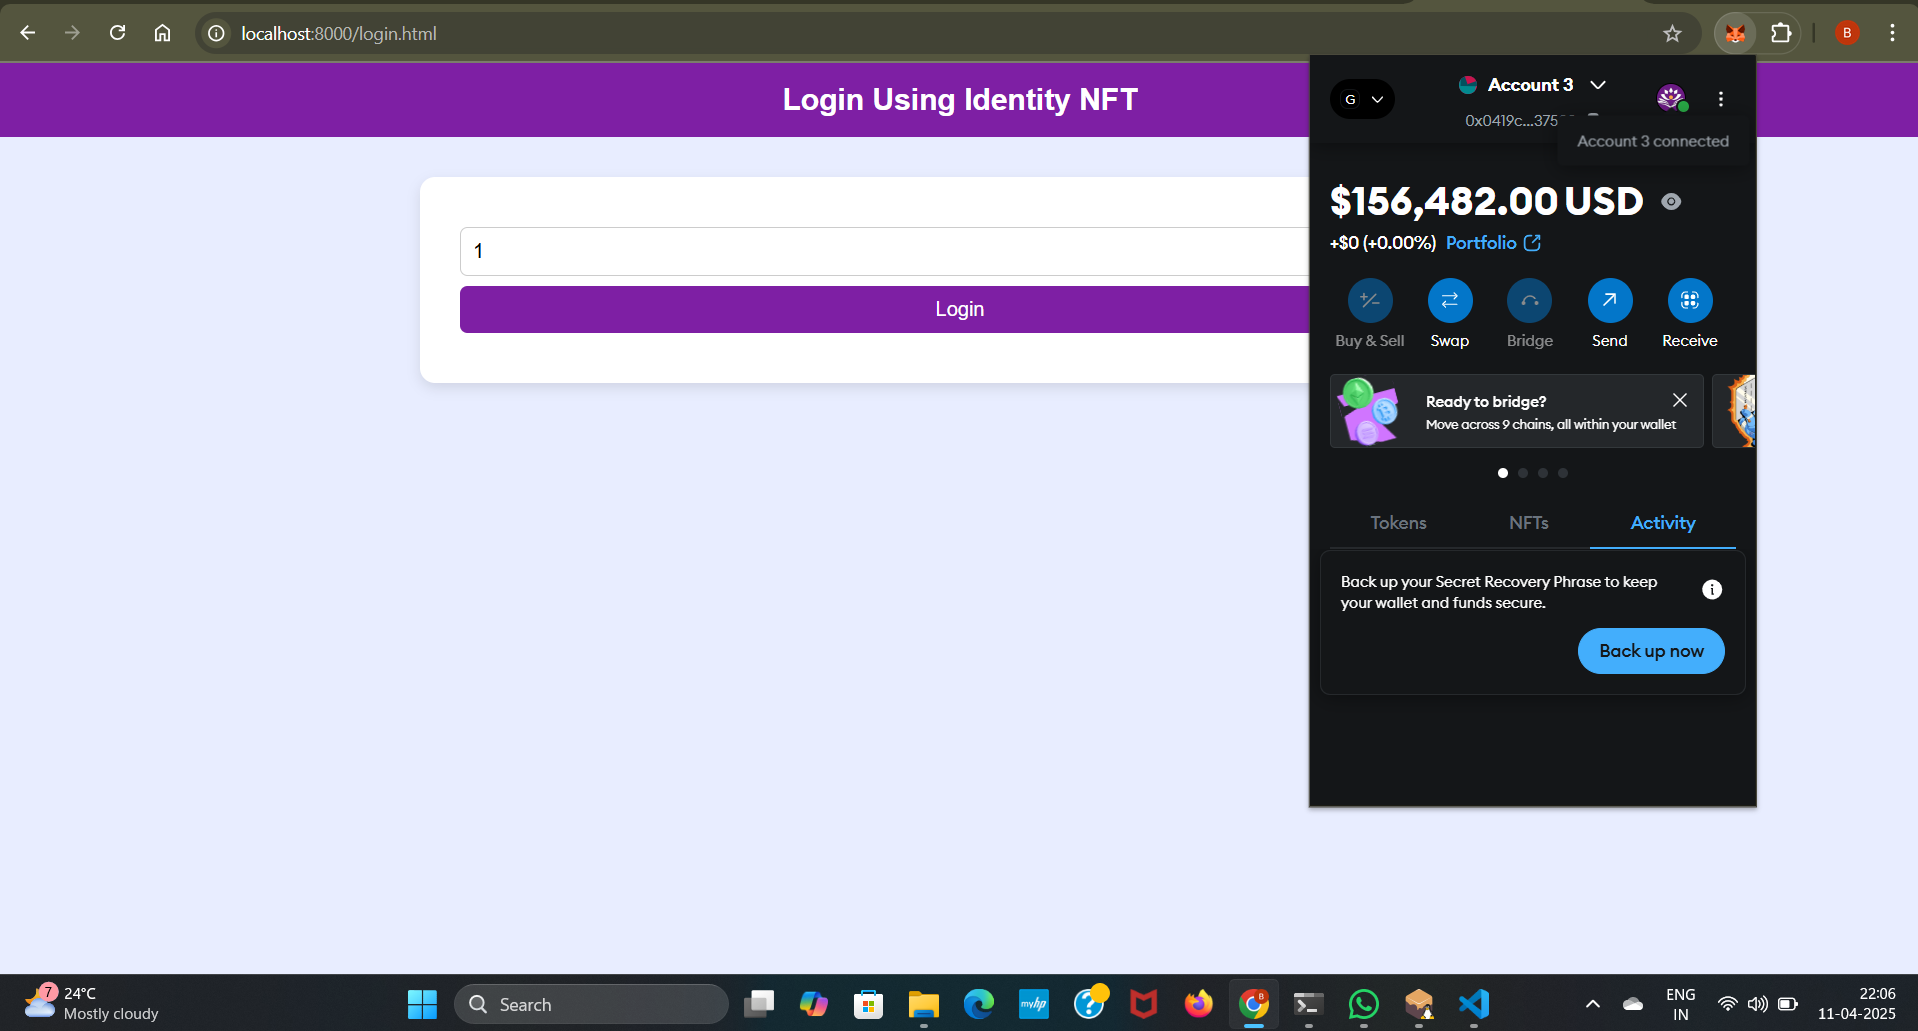 localhost:8000/login.html
B
Login Using Identity NFT
1
Login
G
Account 3
0x0419c...375
Account 3 connected
$156,482.00 USD
+$0 (+0.00%) Portfolio
Buy & Sell
Swap
Bridge
Send
Receive
Ready to bridge?
Move across 9 chains, all within your wallet
Tokens
NFTs
Activity
Back up your Secret Recovery Phrase to keep
your wallet and funds secure.
Back up now
7
24°C
Mostly cloudy
Search
myhp
B
ENG
IN
22:06
11-04-2025